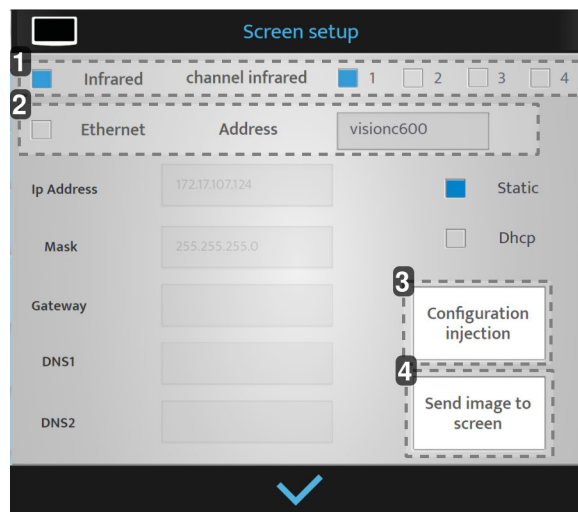 Screen setup
1
Infrared channel infrared 1 2 3 4
2
Ethernet Address visionc600
Ip Address 172.17.107.124 Static
Mask 255.255.255.0 Dhcp
3
Gateway
Configuration
injection
DNS1
4
Send image to
screen
DNS2